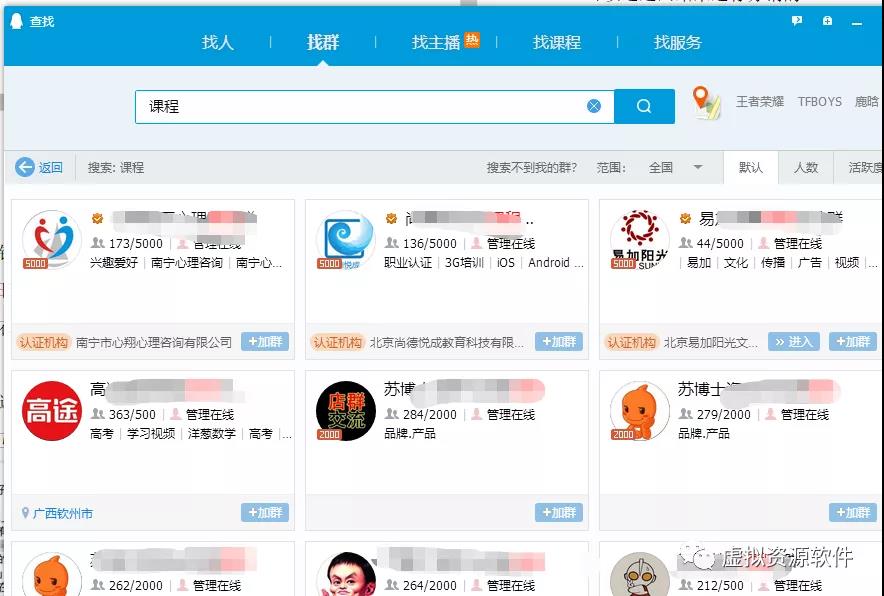 查找
找人 找群 找主播 热 找课程 找服务
课程 王者荣耀 TFBOYS 鹿晗
返回 搜索: 课程 搜索不到我的群? 范围: 全国 默认 人数 活跃度
173/5000 管理在线
5000 兴趣爱好 南宁心理咨询 南宁心...
认证机构 南宁市心翔心理咨询有限公司 +加群
136/5000 管理在线
5000 职业认证 3G培训 iOS Android ...
认证机构 北京尚德悦成教育科技有限... +加群
易加
44/5000 管理在线
易加阳光
5000 易加 文化 传播 广告 视频 ...
认证机构 北京易加阳光文... 进入 +加群
高途
363/500 管理在线
高考 学习视频 洋葱数学 高考 ...
广西钦州市 +加群
苏博
店群
交流
284/2000 管理在线
2000 品牌.产品
+加群
苏博士
279/2000 管理在线
2000 品牌.产品
+加群
262/2000 管理在线
264/2000 管理在线
212/500 管理在线
虚拟资源软件